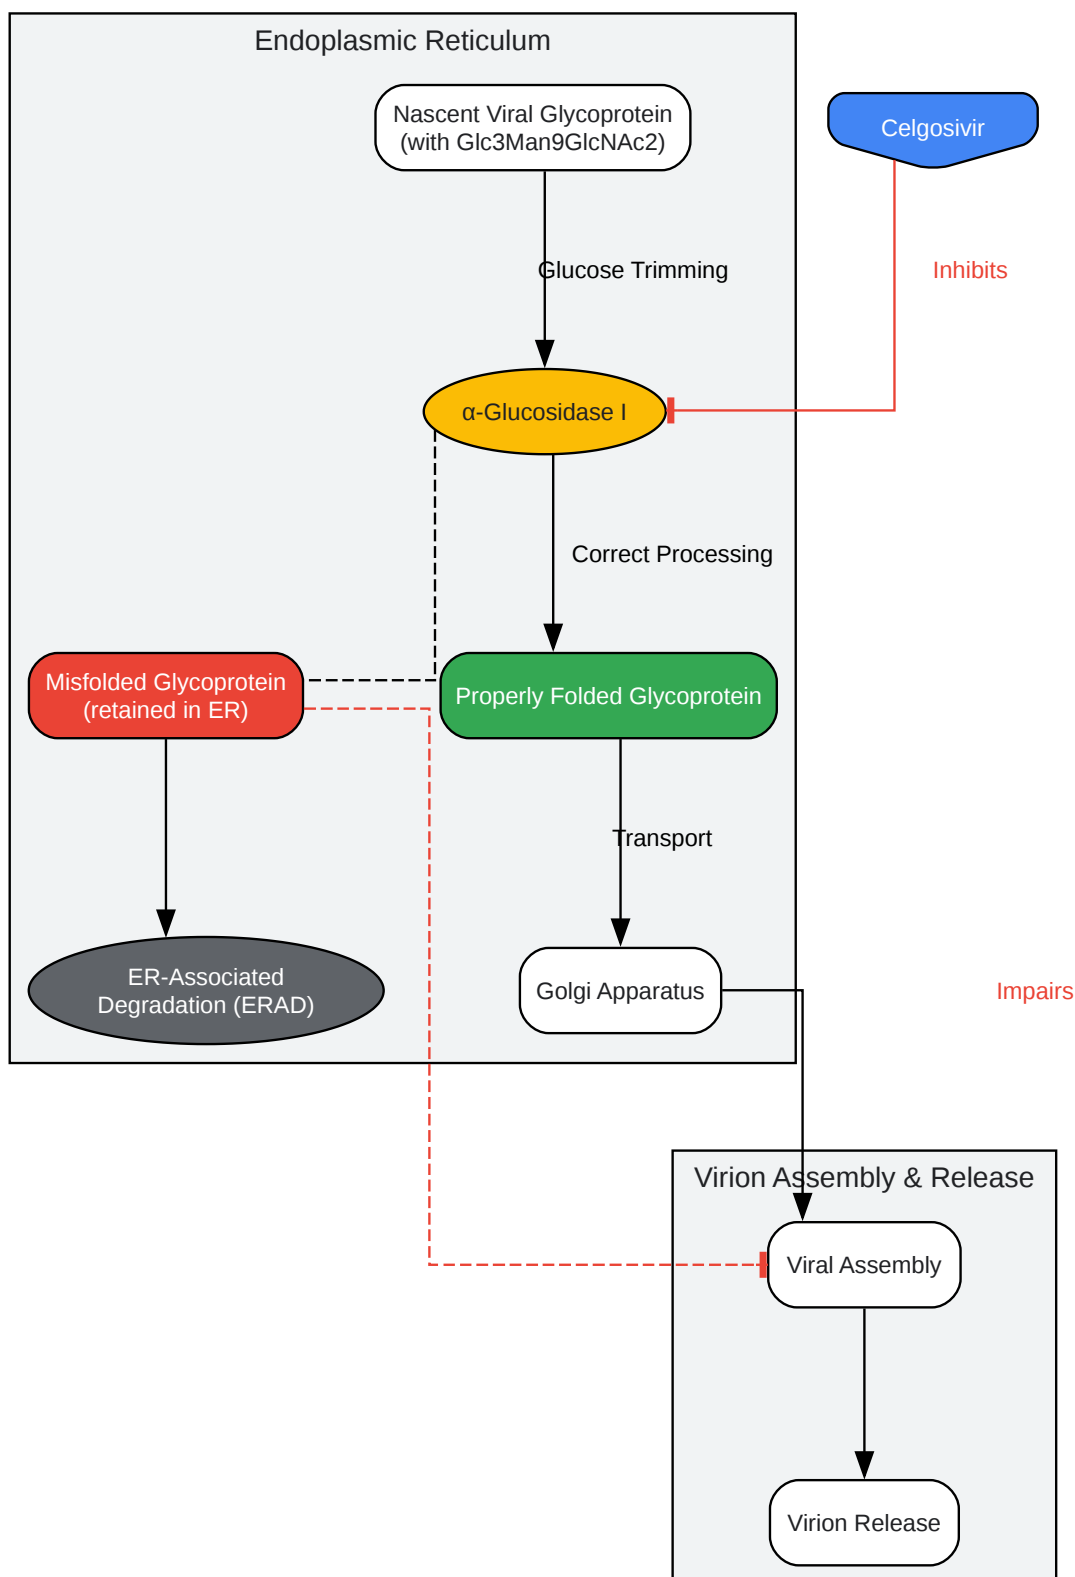 Endoplasmic Reticulum
Nascent Viral Glycoprotein
(with Glc3Man9GlcNAc2)
Celgosivir
Glucose Trimming
Inhibits
α-Glucosidase I
Correct Processing
Misfolded Glycoprotein
(retained in ER)
Properly Folded Glycoprotein
Transport
ER-Associated
Degradation (ERAD)
Golgi Apparatus
Impairs
Virion Assembly & Release
Viral Assembly
Virion Release